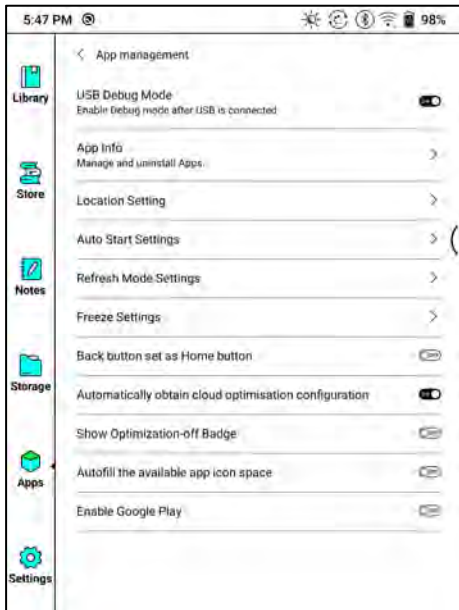 5:47 PM
98%
App management
Library
USB Debug Mode
Enable Debug mode after USB is connected
App Info
Manage and uninstall Apps.
Store
Location Setting
Auto Start Settings
Notes
Refresh Mode Settings
Freeze Settings
Back button set as Home button
Storage
Automatically obtain cloud optimisation configuration
Show Optimization-off Badge
Apps
Autofill the available app icon space
Enable Google Play
Settings